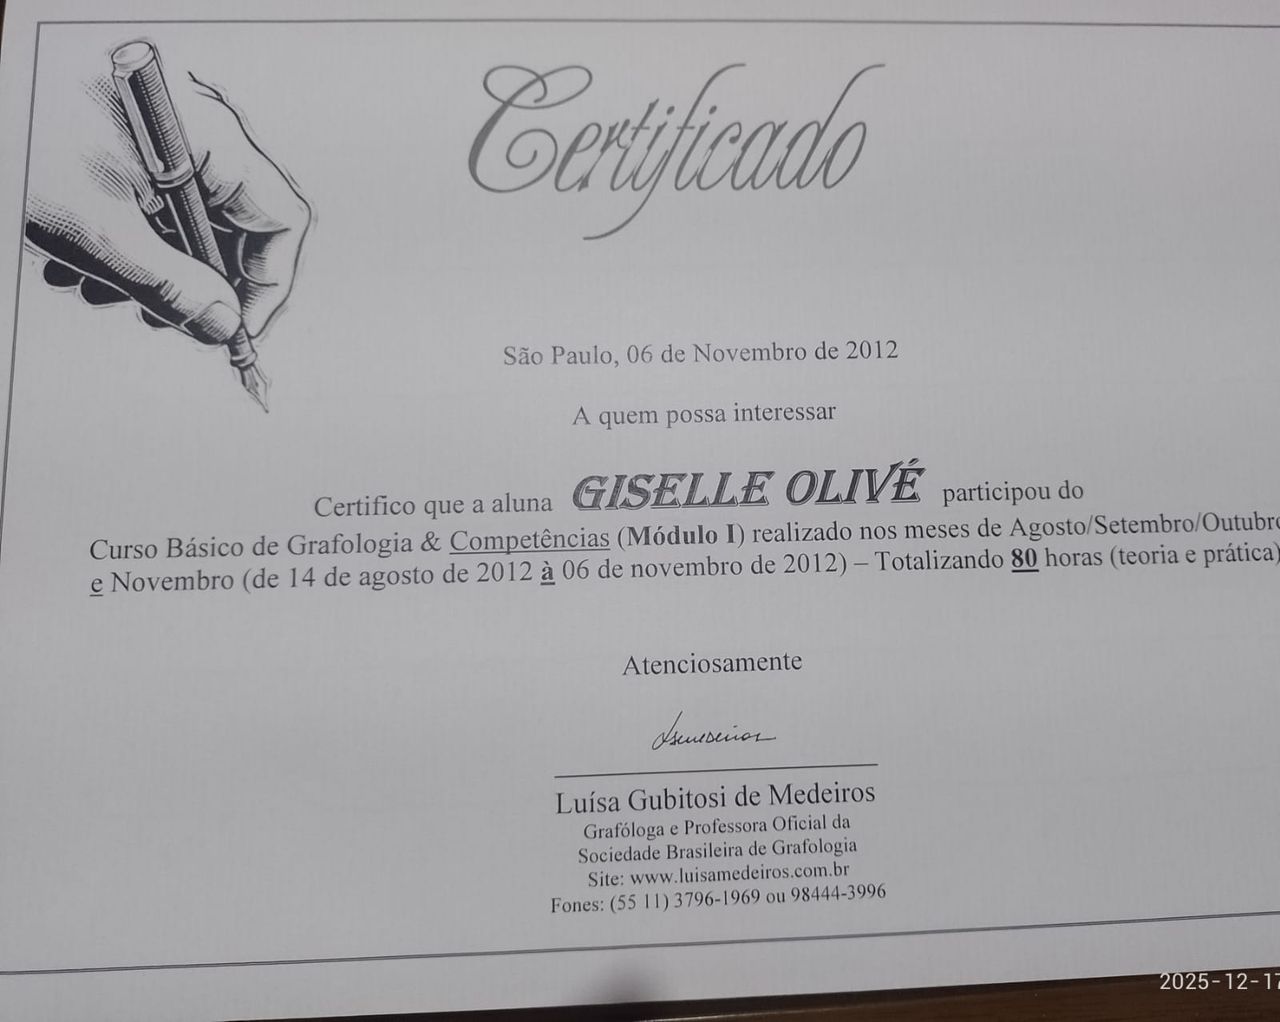 Certificado
São Paulo, 06 de Novembro de 2012
A quem possa interessar
Certifico que a aluna GISELLE OLIVÉ participou do
Curso Básico de Grafologia & Competências (Módulo I) realizado nos meses de Agosto/Setembro/Outubro
e Novembro (de 14 de agosto de 2012 à 06 de novembro de 2012) – Totalizando 80 horas (teoria e prática)
Atenciosamente
Luísa Gubitosi de Medeiros
Grafóloga e Professora Oficial da
Sociedade Brasileira de Grafologia
Site: www.luisamedeiros.com.br
Fones: (55 11) 3796-1969 ou 98444-3996
2025-12-17